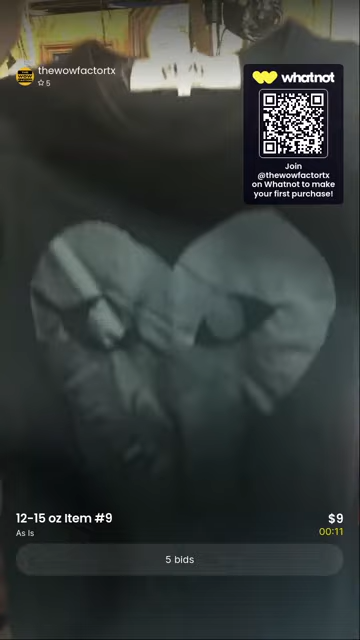 thewowfactortx
☆ 5
whatnot
Join
@thewowfactortx
on Whatnot to make
your first purchase!
12-15 oz Item #9
$9
As Is
00:11
5 bids